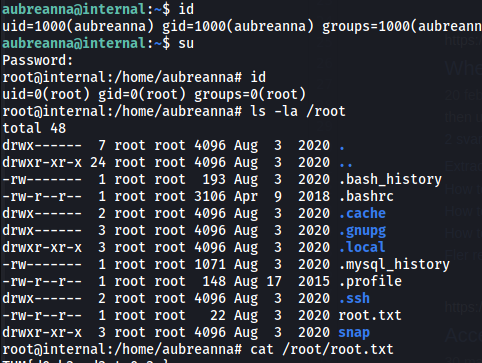 aubreanna@internal:~$ id
uid=1000(aubreanna) gid=1000(aubreanna) groups=1000(aubreann
aubreanna@internal:~$ su
Password:
root@internal:/home/aubreanna# id
uid=0(root) gid=0(root) groups=0(root)
root@internal:/home/aubreanna# ls -la /root
total 48
drwx------  7 root root 4096 Aug  3  2020 .
drwxr-xr-x 24 root root 4096 Aug  3  2020 ..
-rw-------  1 root root  193 Aug  3  2020 .bash_history
-rw-r--r--  1 root root 3106 Apr  9  2018 .bashrc
drwx------  2 root root 4096 Aug  3  2020 .cache
drwx------  3 root root 4096 Aug  3  2020 .gnupg
drwxr-xr-x  3 root root 4096 Aug  3  2020 .local
-rw-------  1 root root 1071 Aug  3  2020 .mysql_history
-rw-r--r--  1 root root  148 Aug 17  2015 .profile
drwx------  2 root root 4096 Aug  3  2020 .ssh
-rw-r--r--  1 root root   22 Aug  3  2020 root.txt
drwxr-xr-x  3 root root 4096 Aug  3  2020 snap
root@internal:/home/aubreanna# cat /root/root.txt